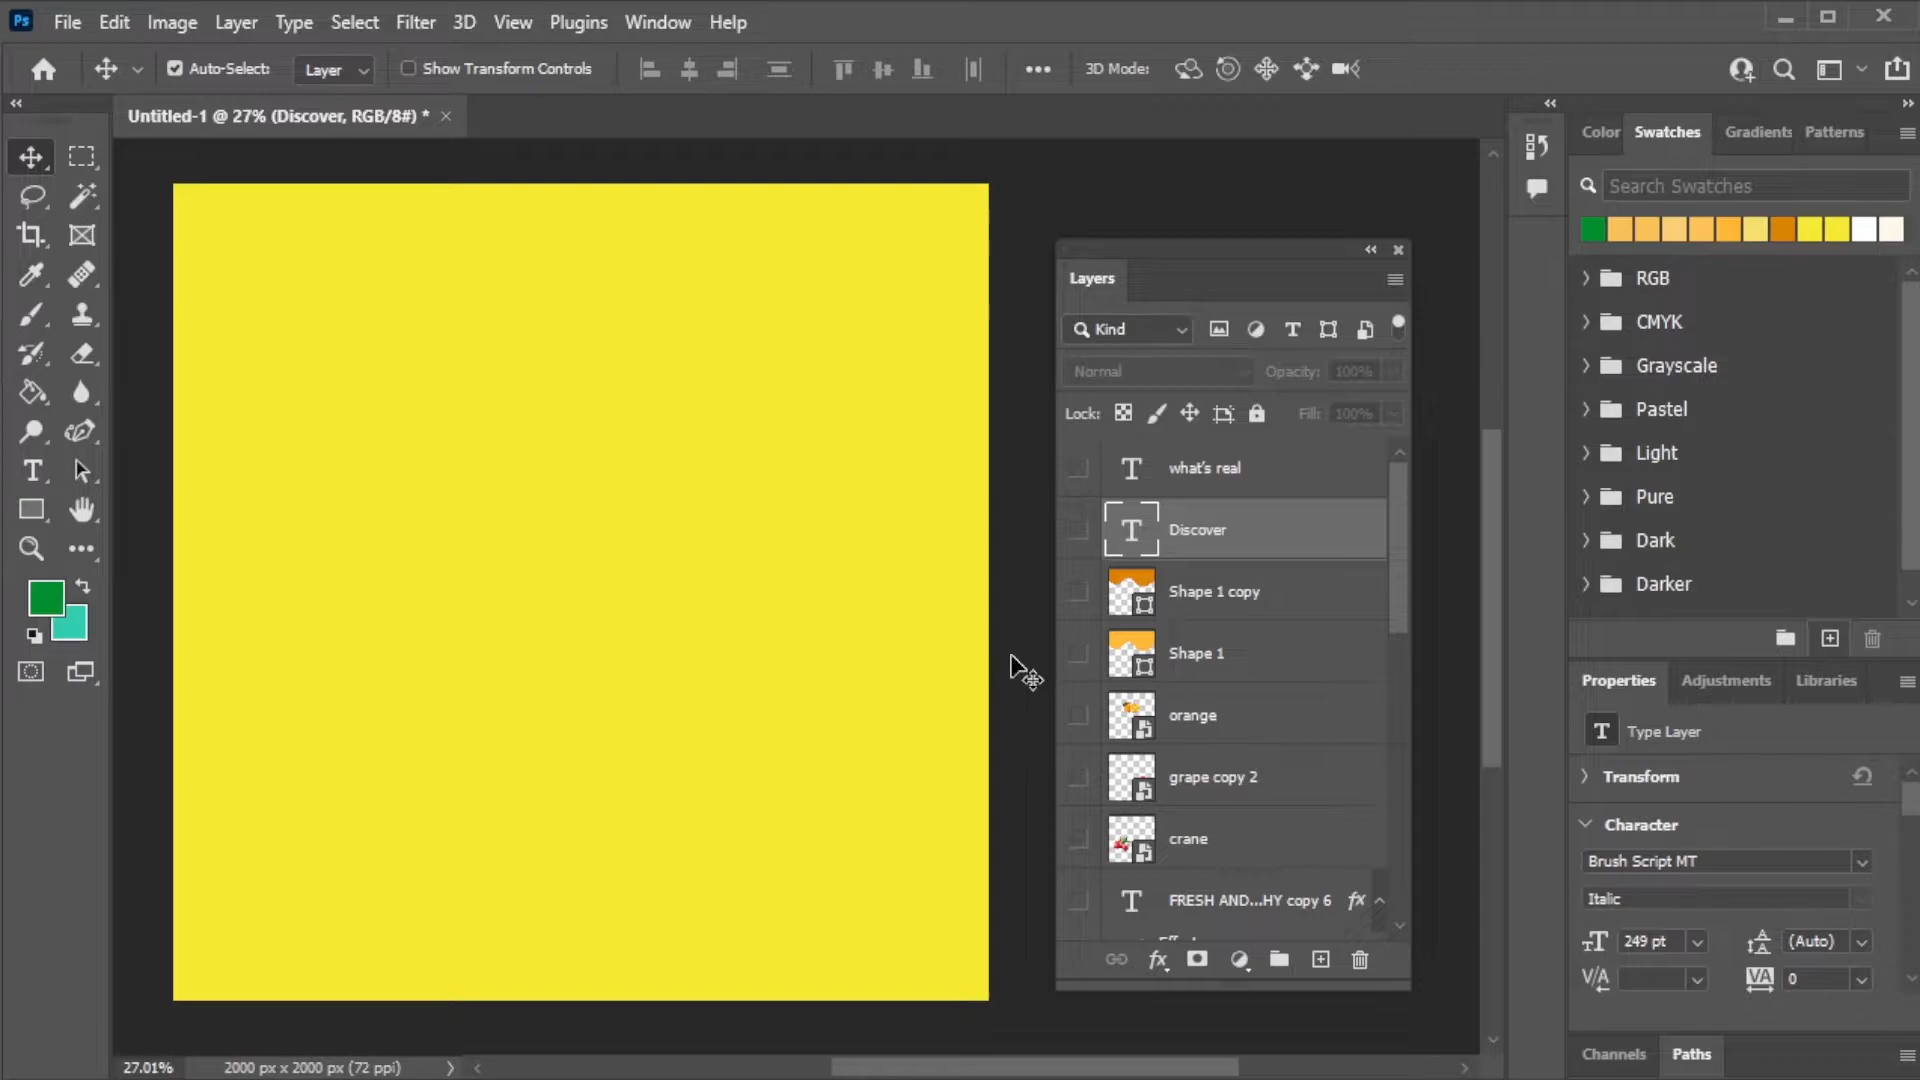 Ps File Edit Image Layer Type Select Filter 3D View Plugins Window Help
Auto-Select: Layer Show Transform Controls 3D Mode:
Untitled-1 @ 27% (Discover, RGB/8#) *
Color Swatches Gradients Patterns
Search Swatches
RGB
CMYK
Grayscale
Pastel
Light
Pure
Dark
Darker
Layers
Kind
Normal Opacity: 100%
Lock: Fill: 100%
what's real
Discover
Shape 1 copy
Shape 1
orange
grape copy 2
crane
FRESH AND...HY copy 6 fx
fx
Properties Adjustments Libraries
Type Layer
Transform
Character
Brush Script MT
Italic
249 pt (Auto)
V/A VA 0
Channels Paths
27.01% 2000 px x 2000 px (72 ppi)